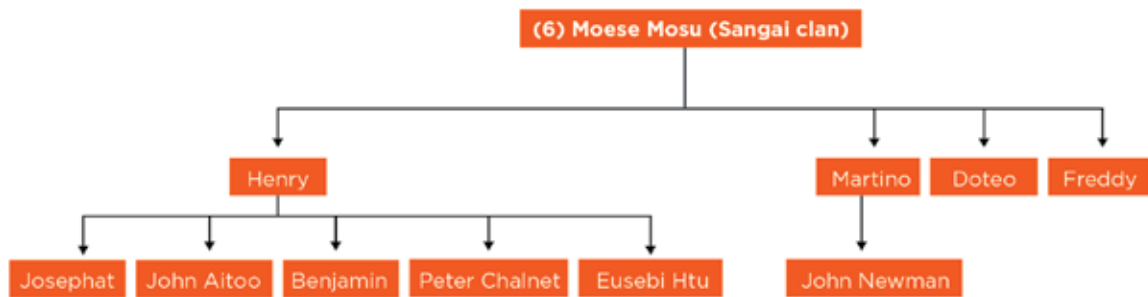 (6) Moese Mosu (Sangai clan)
Henry
Martino
Doteo
Freddy
Josephat
John Aitoo
Benjamin
Peter Chalnet
Eusebi Htu
John Newman